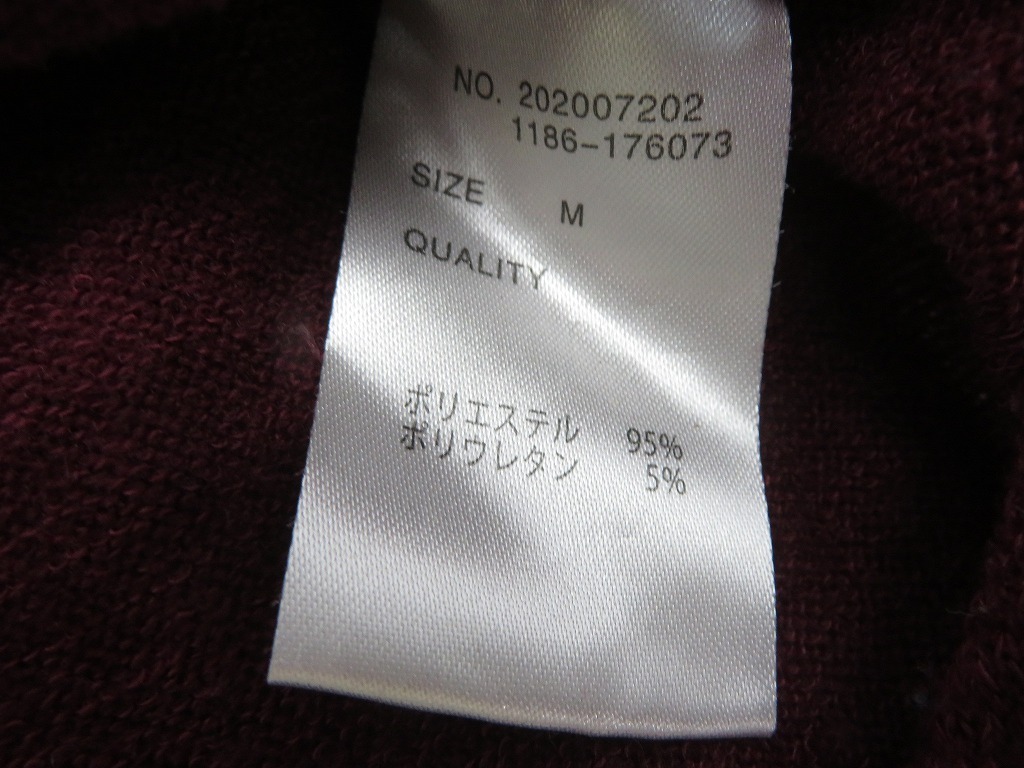 NO. 202007202
1186-176073
SIZE M
QUALITY
ポリエステル 95%
ポリウレタン 5%